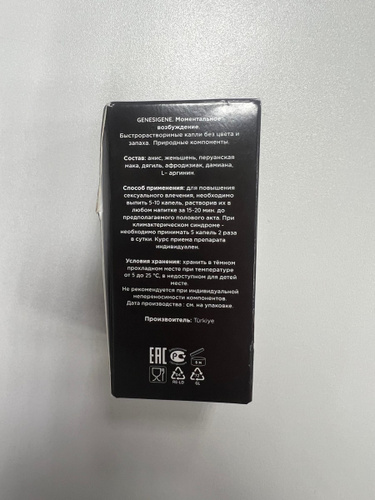 GENESIGENE. Моментальное
возбуждение.
Быстрорастворимые капли без цвета и
запаха. Природные компоненты.
Состав: анис, женьшень, перуанская
мака, дягиль, афродизиак, дамиана,
L- аргинин
Способ применения: для повышения
сексуального влечения, необходимо
выпить 5-10 капель, растворив их в
любом напитке за 15-20 мин. до
предполагаемого полового акта. При
климактерическом синдроме -
необходимо принимать 5 капель 2 раза
в сутки. Курс приема препарата
индивидуален.
Условия хранения: хранить в тёмном
прохладном месте при температуре
от 5 до 25 °C, в недоступном для детей
месте.
Не рекомендуется при индивидуальной
непереносимости компонентов.
Дата производства : см. на упаковке.
Произвоитель: Türkiye
EAC